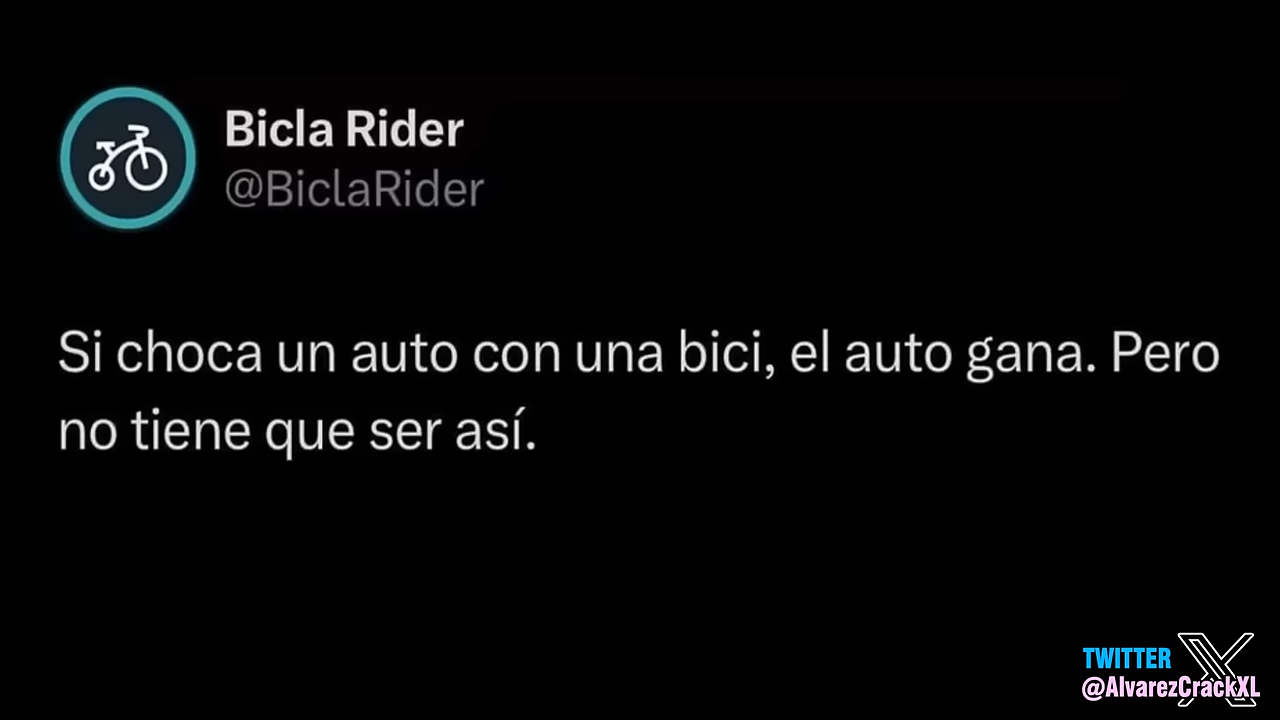 Bicla Rider
@BiclaRider
Si choca un auto con una bici, el auto gana. Pero
no tiene que ser así.
TWITTER
@AlvarezCrackXL